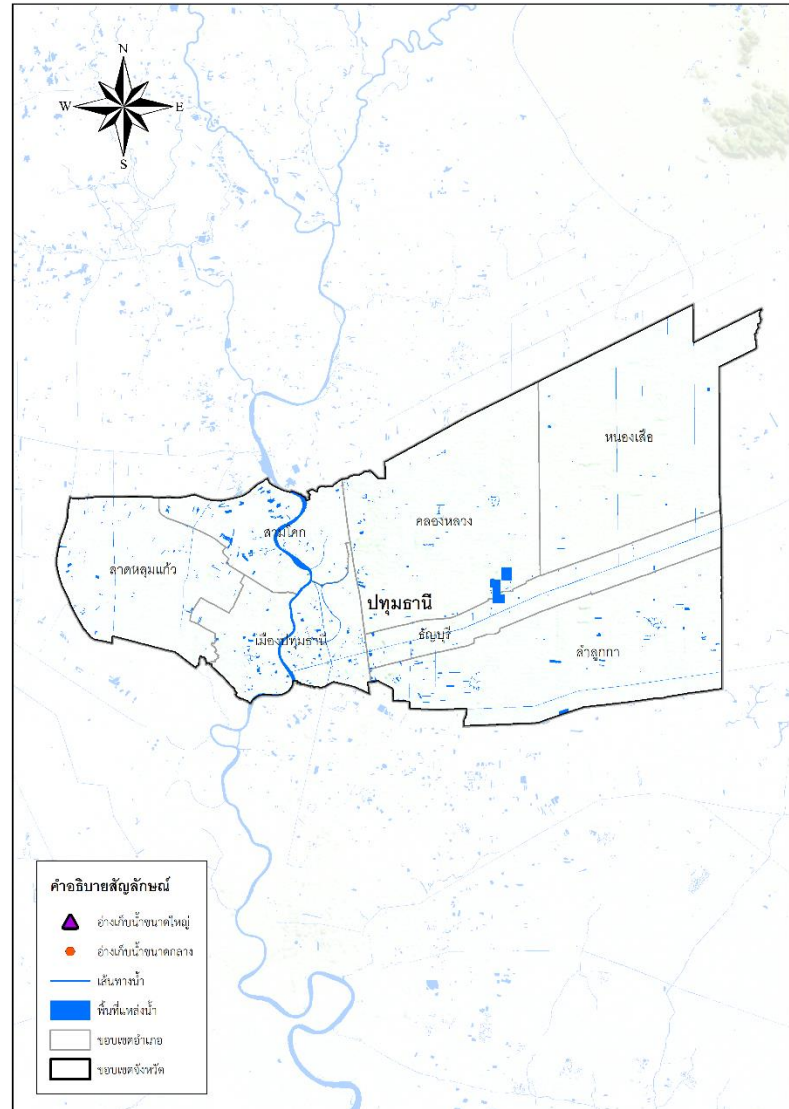 N
W
E
S
หนองเสือ
คลองหลวง
สามโคก
ลาดหลุมแก้ว
ปทุมธานี
ธัญบุรี
เมืองปทุมธานี
ลำลูกกา
คำอธิบายสัญลักษณ์
อ่างเก็บน้ำขนาดใหญ่
อ่างเก็บน้ำขนาดกลาง
เส้นทางน้ำ
พื้นที่แหล่งน้ำ
ขอบเขตอำเภอ
ขอบเขตจังหวัด